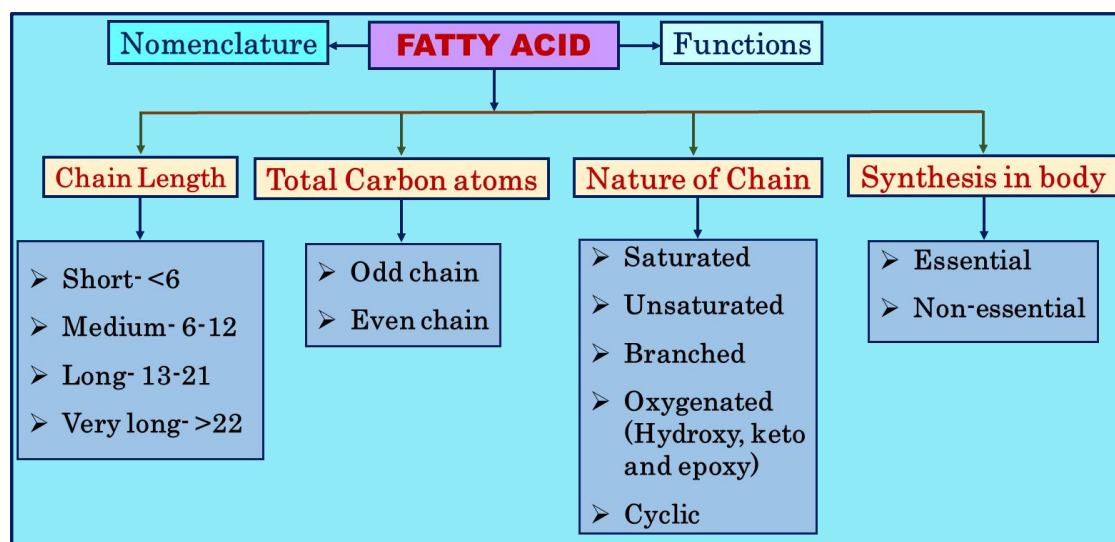 Nomenclature
FATTY ACID
Functions
Chain Length
Total Carbon atoms
Nature of Chain
Synthesis in body
➢ Short- <6
➢ Medium- 6-12
➢ Long- 13-21
➢ Very long- >22
➢ Odd chain
➢ Even chain
➢ Saturated
➢ Unsaturated
➢ Branched
➢ Oxygenated
(Hydroxy, keto
and epoxy)
➢ Cyclic
➢ Essential
➢ Non-essential